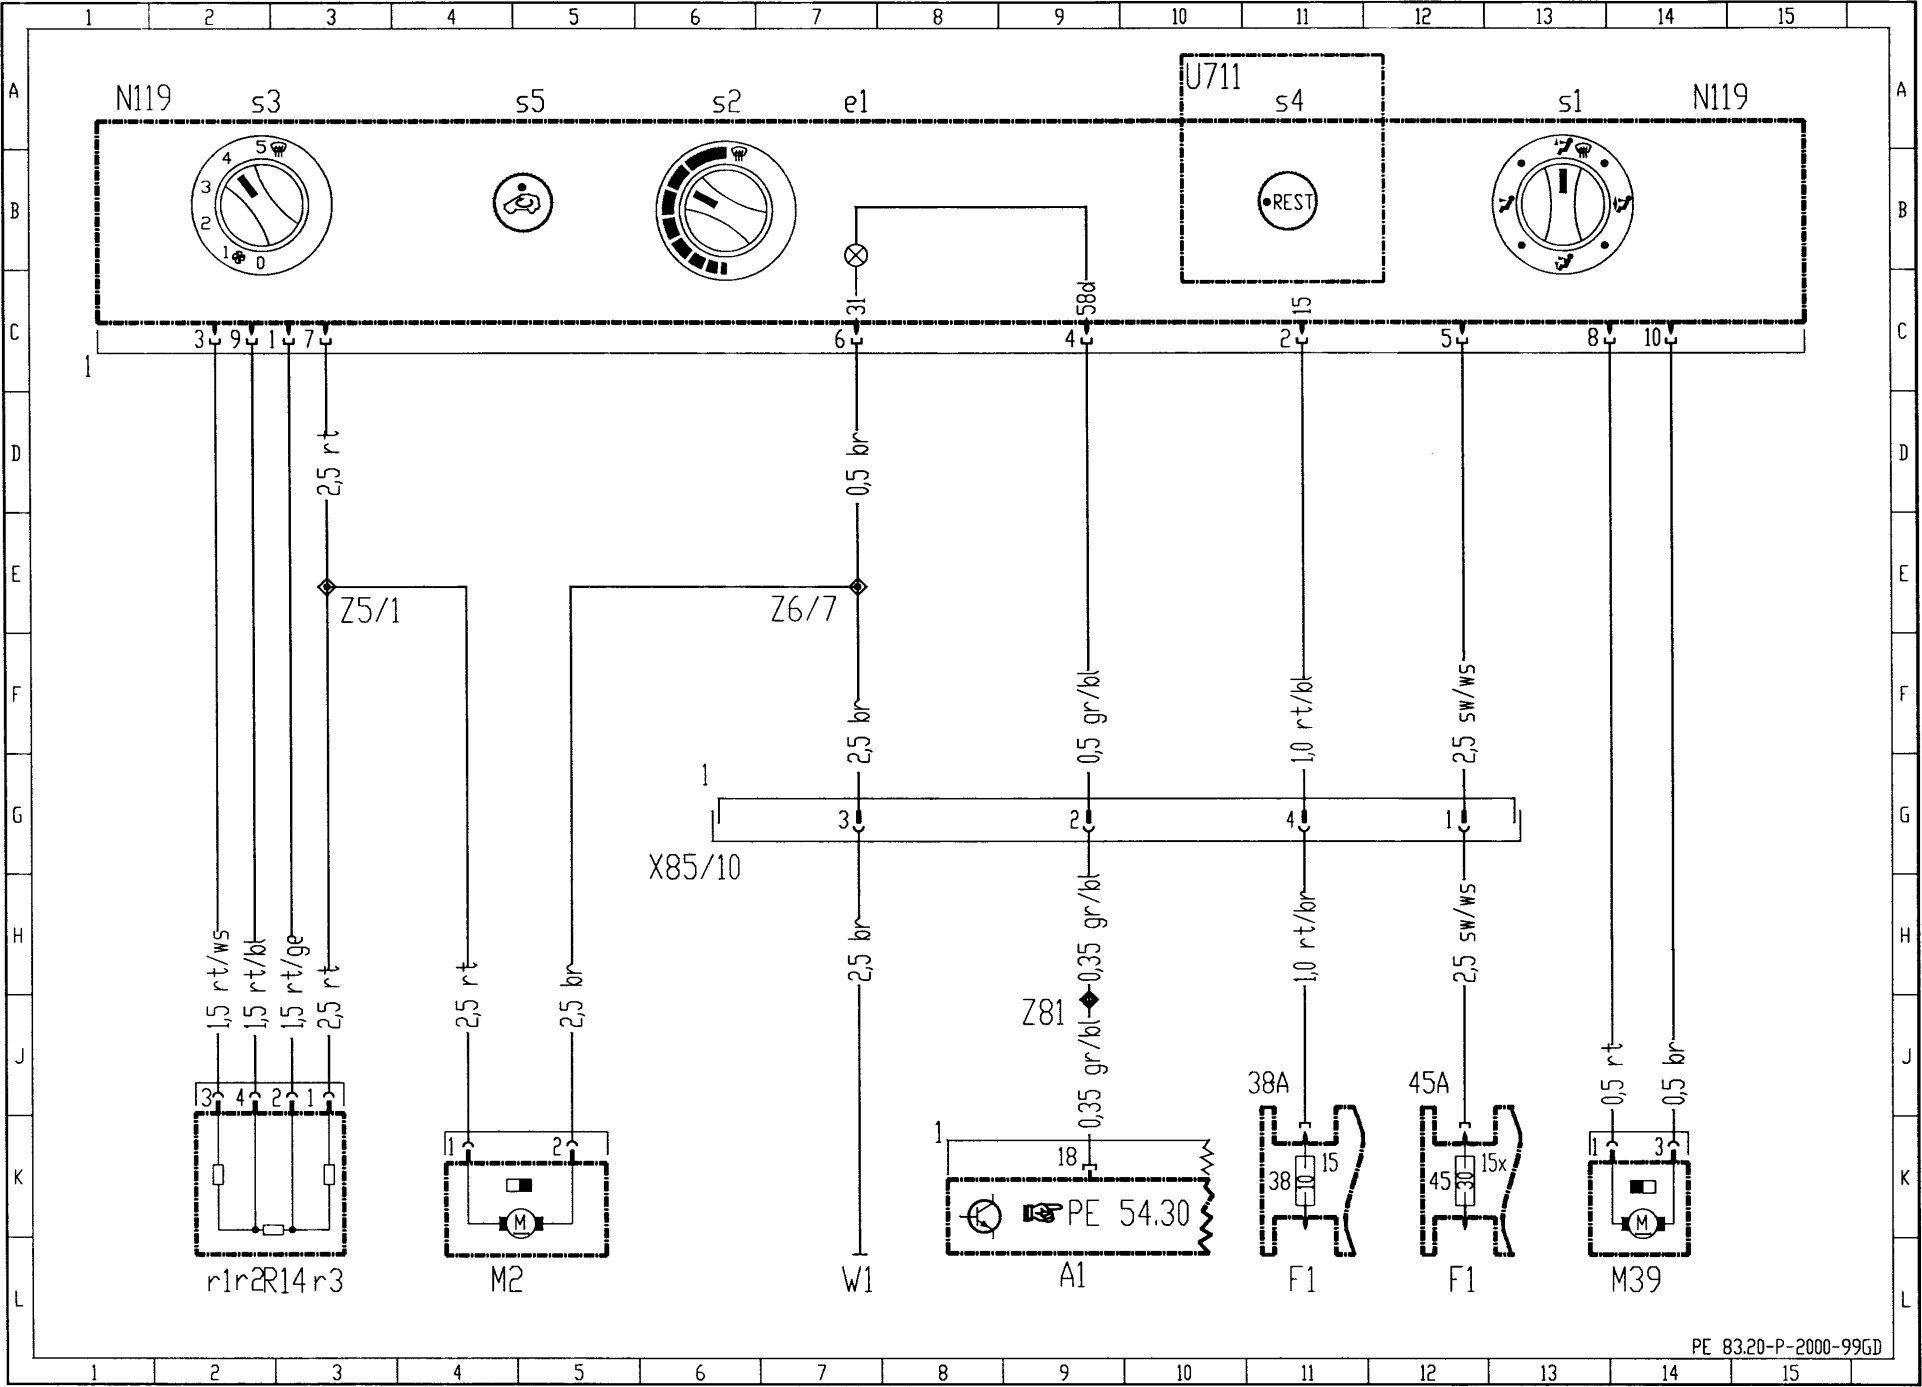 1 2 3 4 5 6 7 8 9 10 11 12 13 14 15
U711
N119 s3 s5 s2 e1 s4 s1 N119
A A
0 1 2 3 4 5
REST
B B
31 58d 15
3 9 1 7 6 4 2 5 8 10
C C
1
2,5 rt 0,5 br
D D
E E
Z5/1 Z6/7
F F
2,5 br 0,5 gr/bl 1,0 rt/bl 2,5 sw/ws
1
G G
3 2 4 1
X85/10
H H
1,5 rt/ws 1,5 rt/bl 1,5 rt/ge 2,5 rt 2,5 rt 2,5 br 2,5 br 0,35 gr/bl 1,0 rt/br 2,5 sw/ws
Z81
0,35 gr/bl 0,5 rt 0,5 br
J J
38A 45A
3 4 2 1
1 2 1 1 3
18 15 15x
K K
38 10 45 30
M PE 54.30 M
r1 r2 R14 r3 M2 W1 A1 F1 F1 M39
L L
PE 83.20-P-2000-99GD
1 2 3 4 5 6 7 8 9 10 11 12 13 14 15